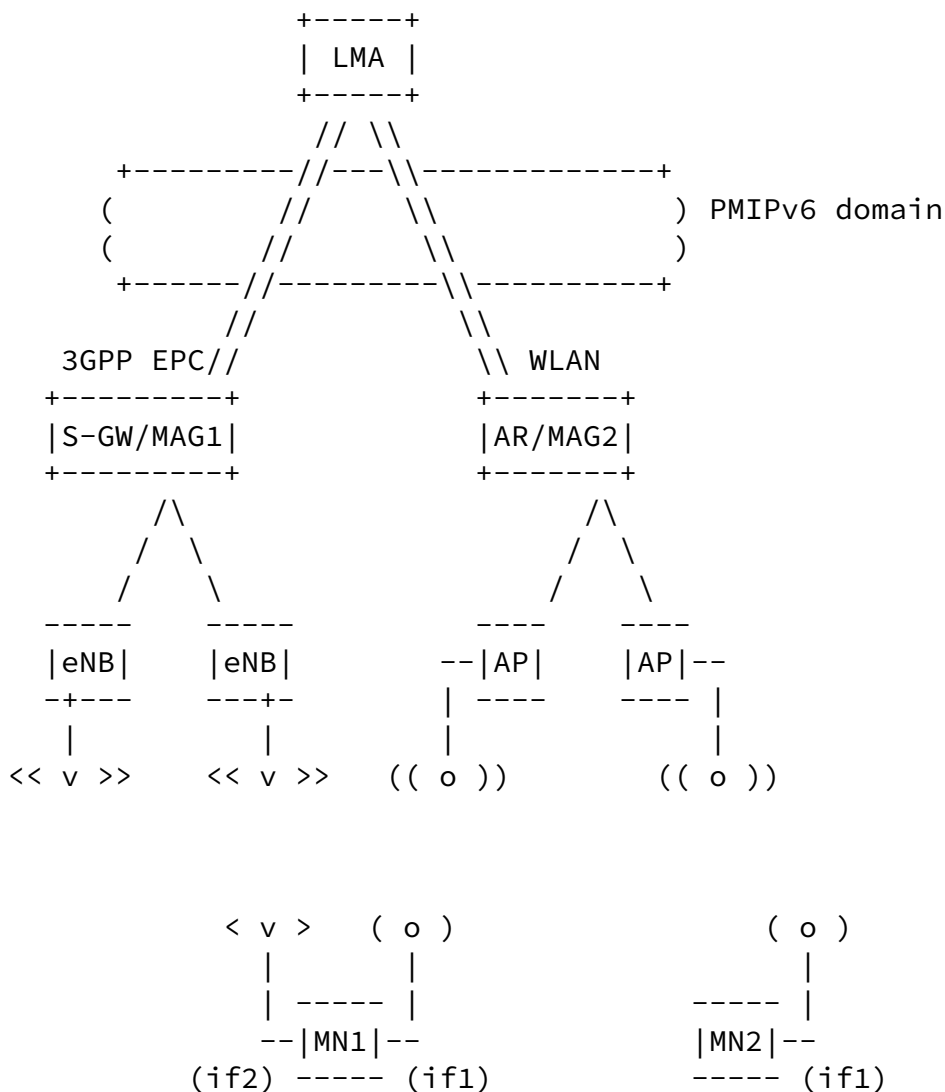 LMA
PMIPv6 domain
3GPP EPC WLAN
S-GW/MAG1 AR/MAG2
eNB eNB AP AP
<< v >> << v >> (( o )) (( o ))
< v > ( o ) ( o )
MN1 MN2
(if2) (if1) (if1)